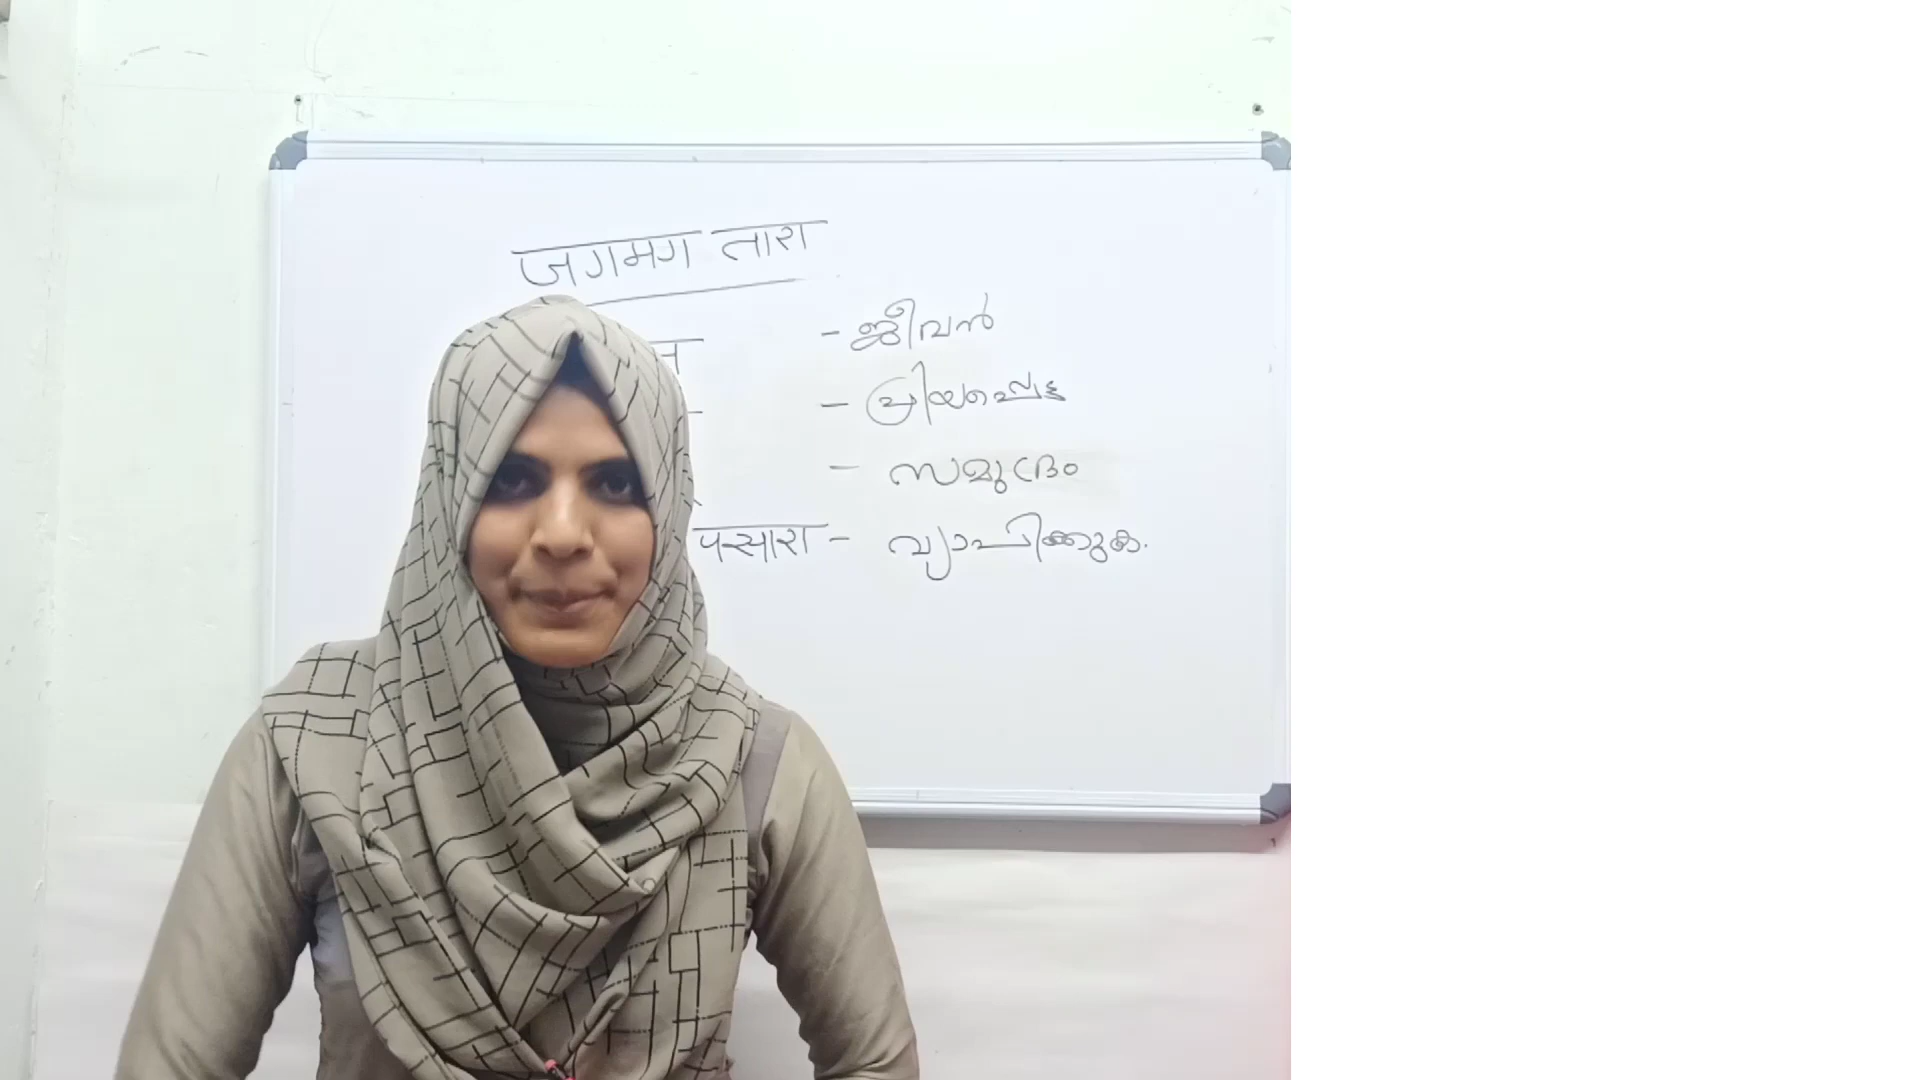 जगमग तारा
- ജീവൻ
- പ്രിയപ്പെട്ട
- സമുദ്രം
पसारा - വ്യാപിക്കുക.